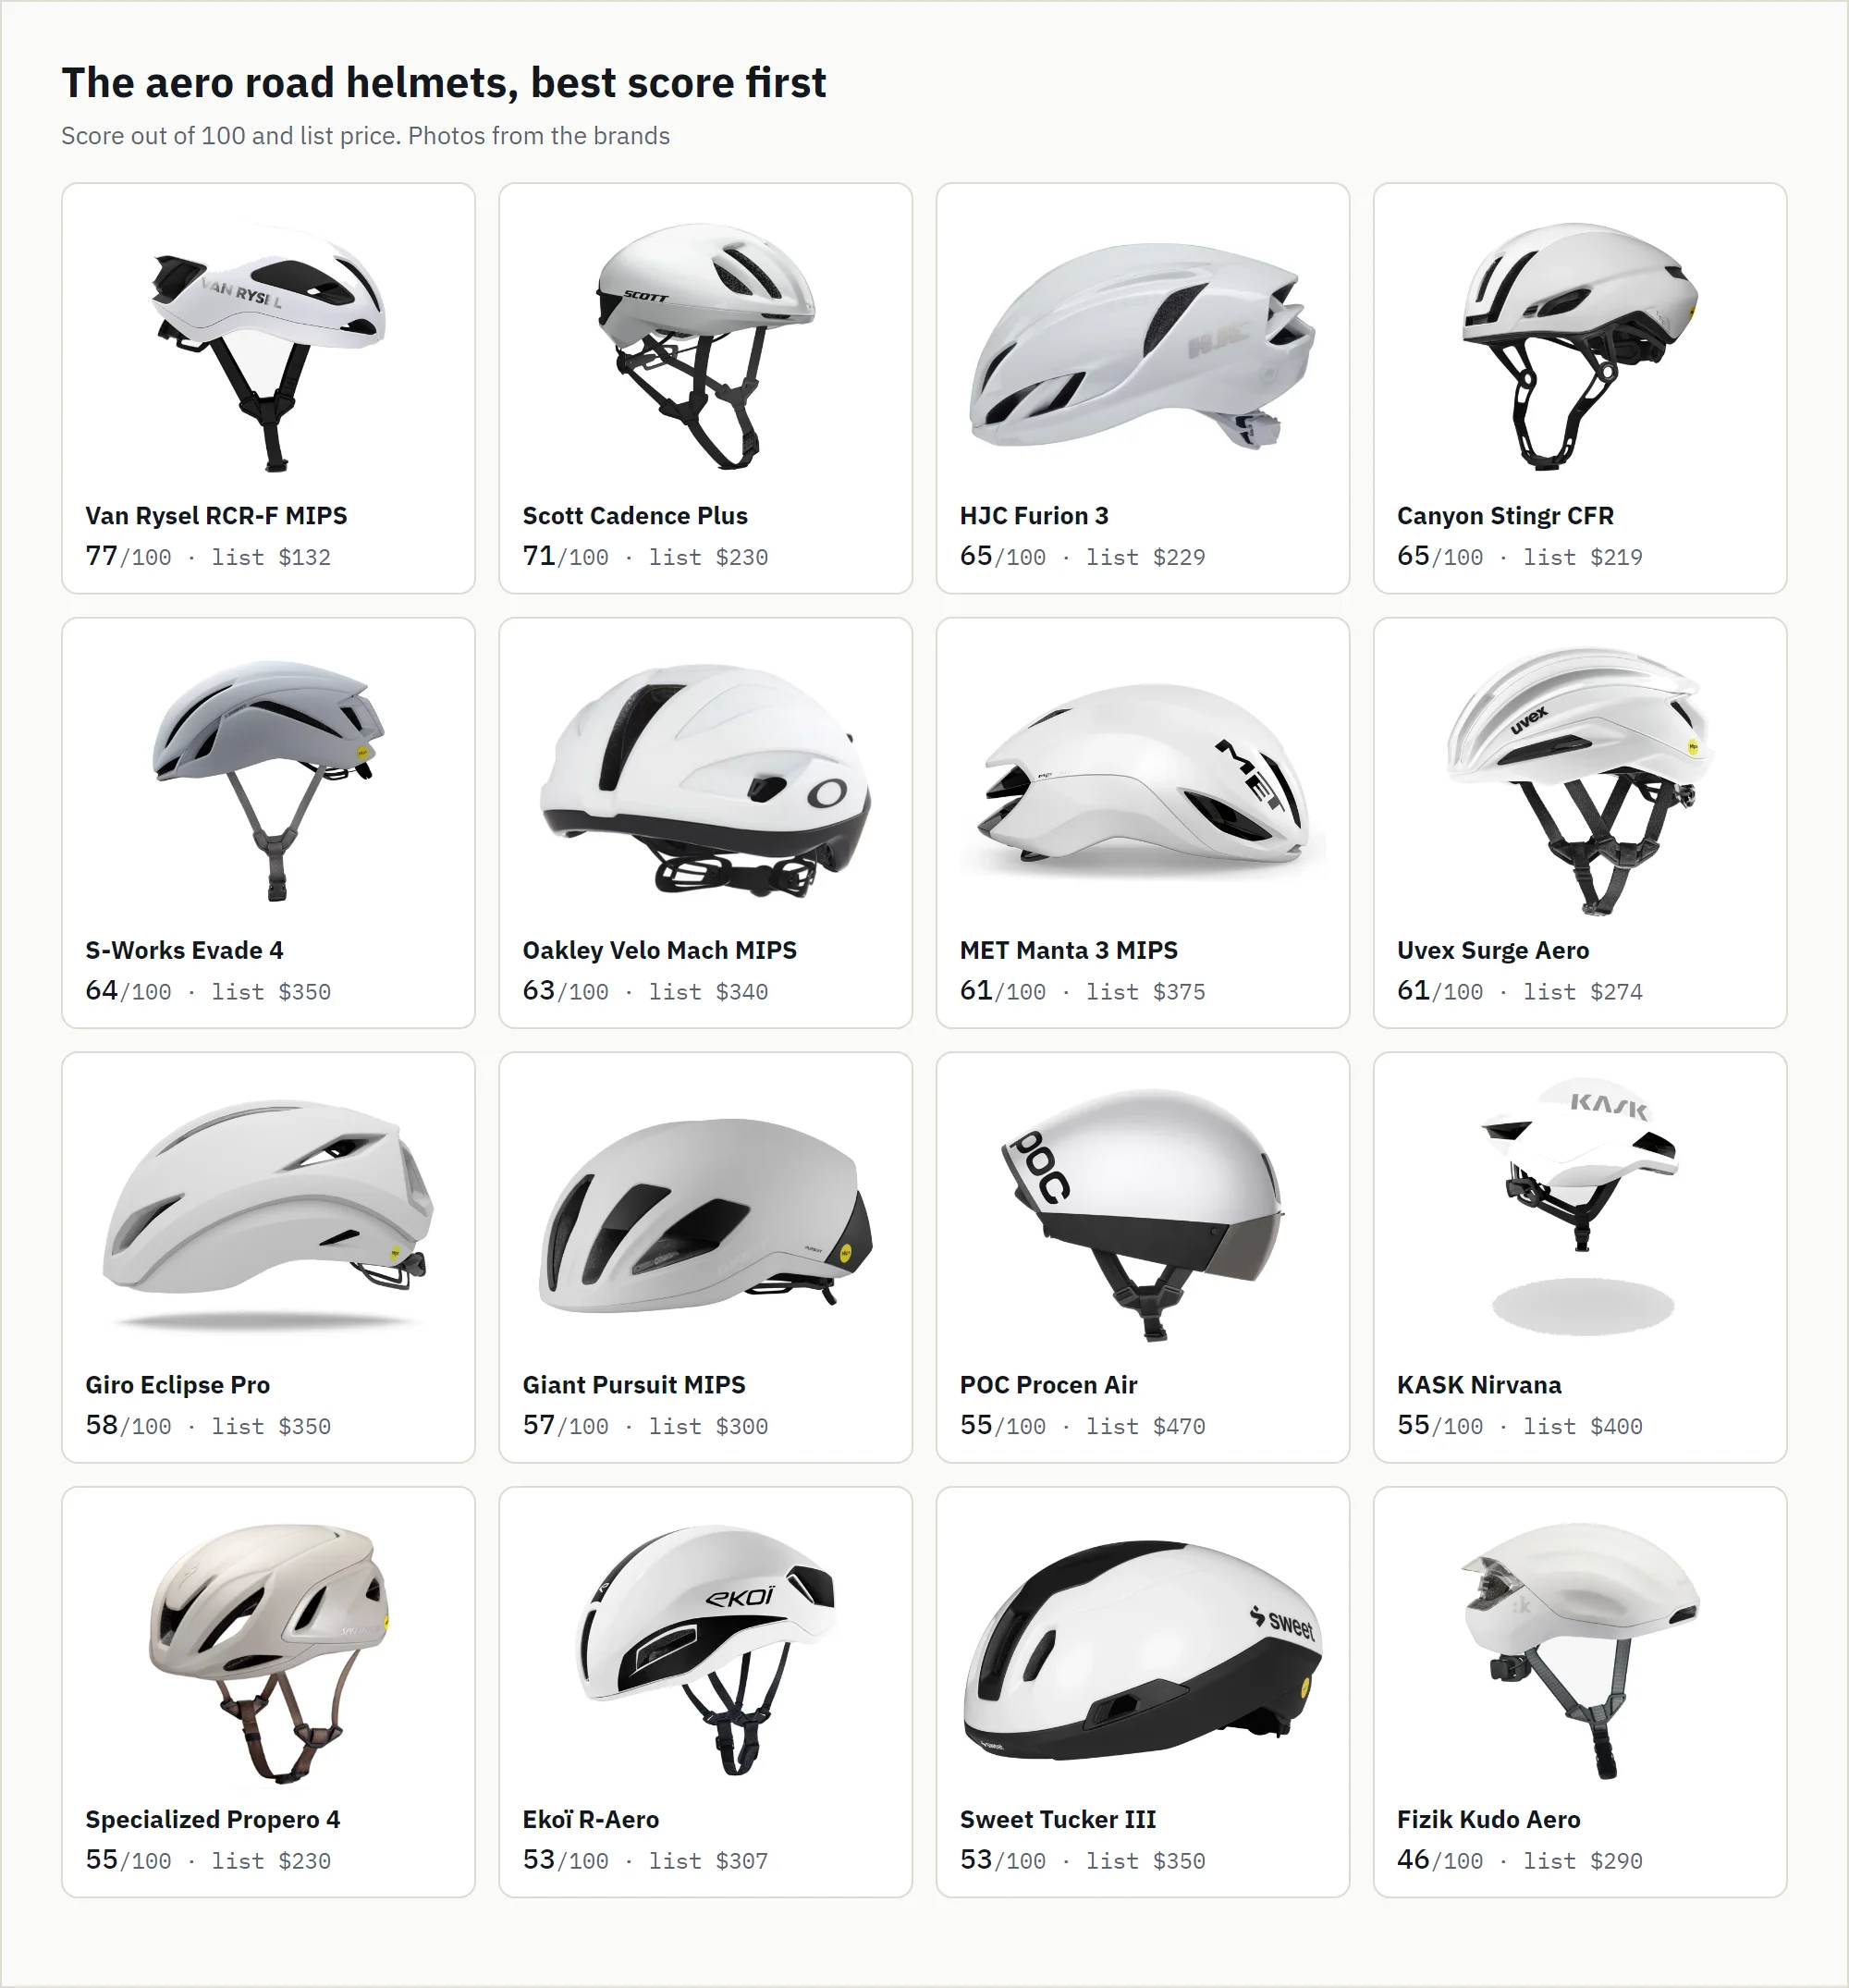 The aero road helmets, best score first
Score out of 100 and list price. Photos from the brands
VAN RYSEL
SCOTT
HJC
Van Rysel RCR-F MIPS
77/100 · list $132
Scott Cadence Plus
71/100 · list $230
HJC Furion 3
65/100 · list $229
Canyon Stingr CFR
65/100 · list $219
MET
uvex
S-Works Evade 4
64/100 · list $350
Oakley Velo Mach MIPS
63/100 · list $340
MET Manta 3 MIPS
61/100 · list $375
Uvex Surge Aero
61/100 · list $274
POC
KASK
Giro Eclipse Pro
58/100 · list $350
Giant Pursuit MIPS
57/100 · list $300
POC Procen Air
55/100 · list $470
KASK Nirvana
55/100 · list $400
eKOÏ
sweet
Specialized Propero 4
55/100 · list $230
Ekoï R-Aero
53/100 · list $307
Sweet Tucker III
53/100 · list $350
Fizik Kudo Aero
46/100 · list $290